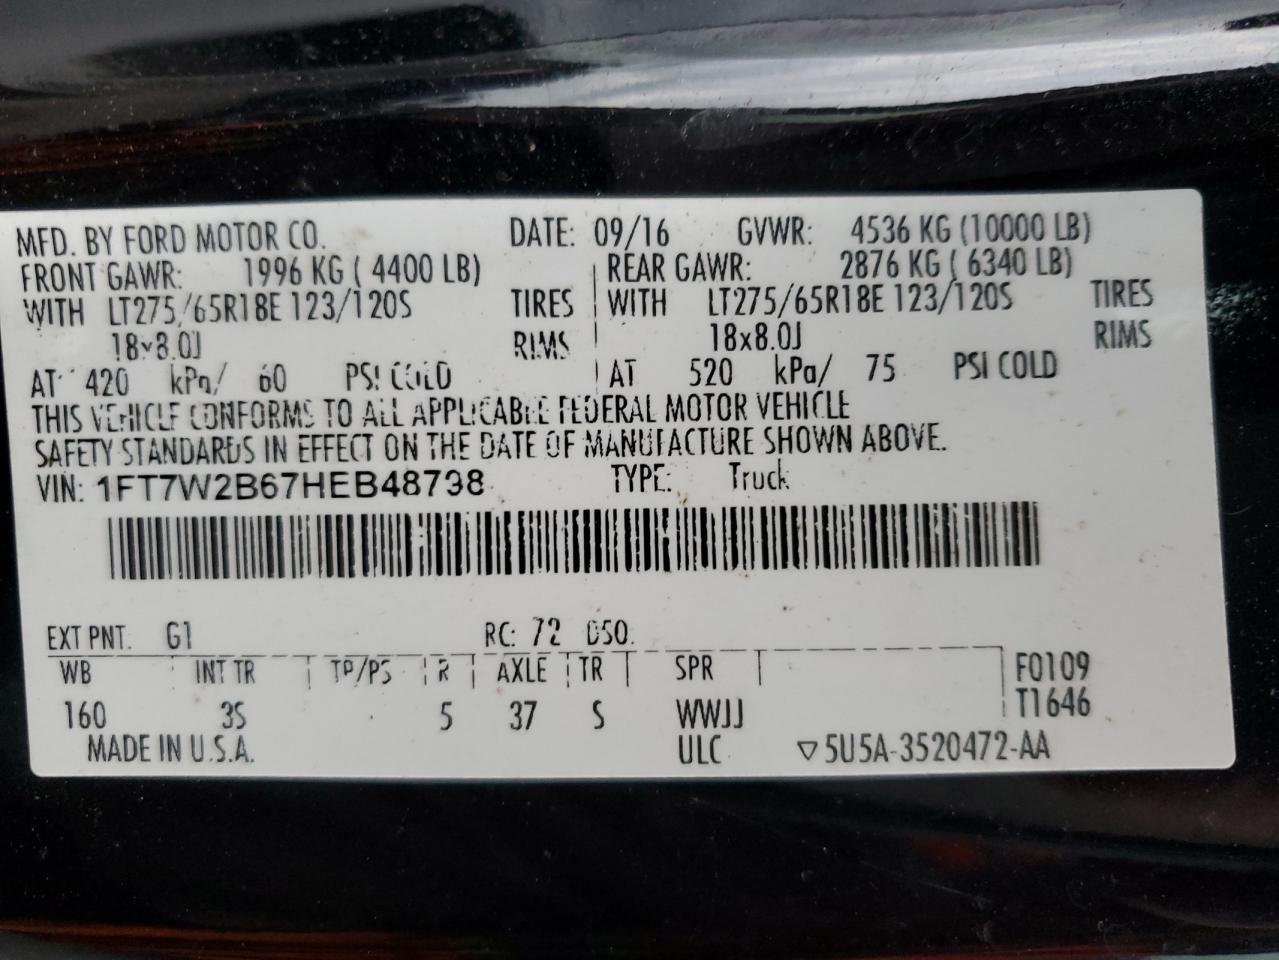 MFD. BY FORD MOTOR CO. DATE: 09/16 GVWR: 4536 KG (10000 LB)
FRONT GAWR: 1996 KG ( 4400 LB) REAR GAWR: 2876 KG ( 6340 LB)
WITH LT275/65R18E 123/120S TIRES WITH LT275/65R18E 123/120S TIRES
18x8.0J RIMS 18x8.0J RIMS
AT 420 kPa/ 60 PSI COLD AT 520 kPa/ 75 PSI COLD
THIS VEHICLE CONFORMS TO ALL APPLICABLE FEDERAL MOTOR VEHICLE
SAFETY STANDARDS IN EFFECT ON THE DATE OF MANUFACTURE SHOWN ABOVE.
VIN: 1FT7W2B67HEB48798 TYPE: Truck
EXT PNT. G1 RC: 72 DSO:
WB INT TR TP/PS R AXLE TR SPR F0109
160 3S 5 37 S WWJJ T1646
MADE IN U.S.A. ULC ▽5U5A-3520472-AA